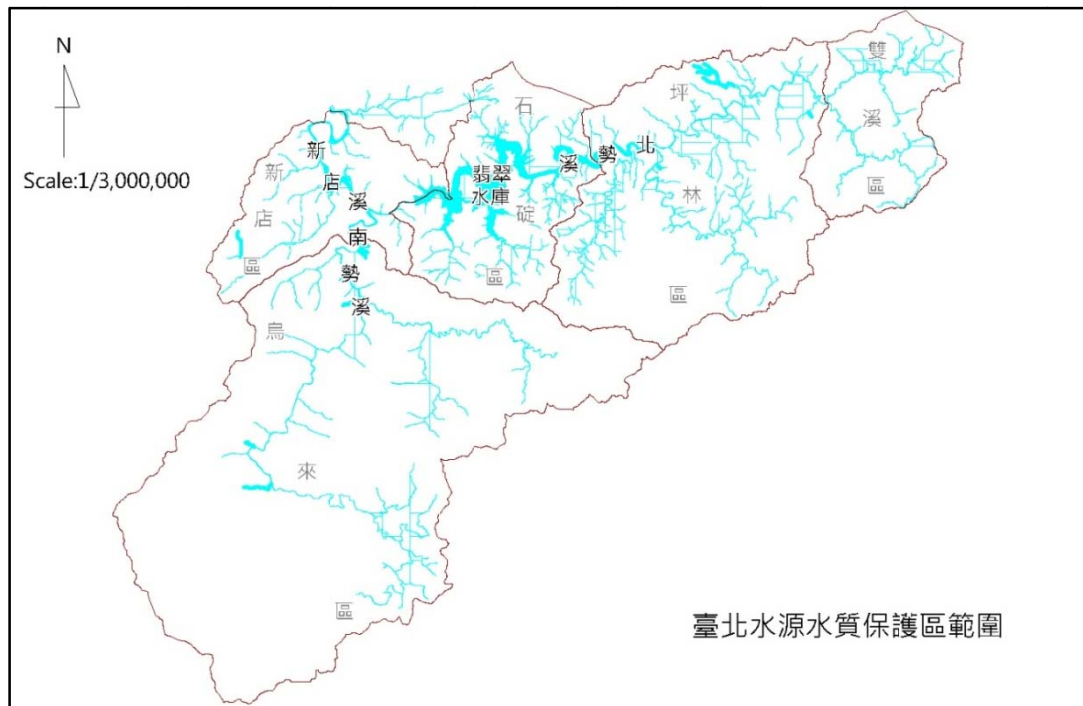 N
Scale:1/3,000,000
新店區
石碇區
坪林區
雙溪區
烏來區
新店溪
南勢溪
北勢溪
翡翠
水庫
臺北水源水質保護區範圍